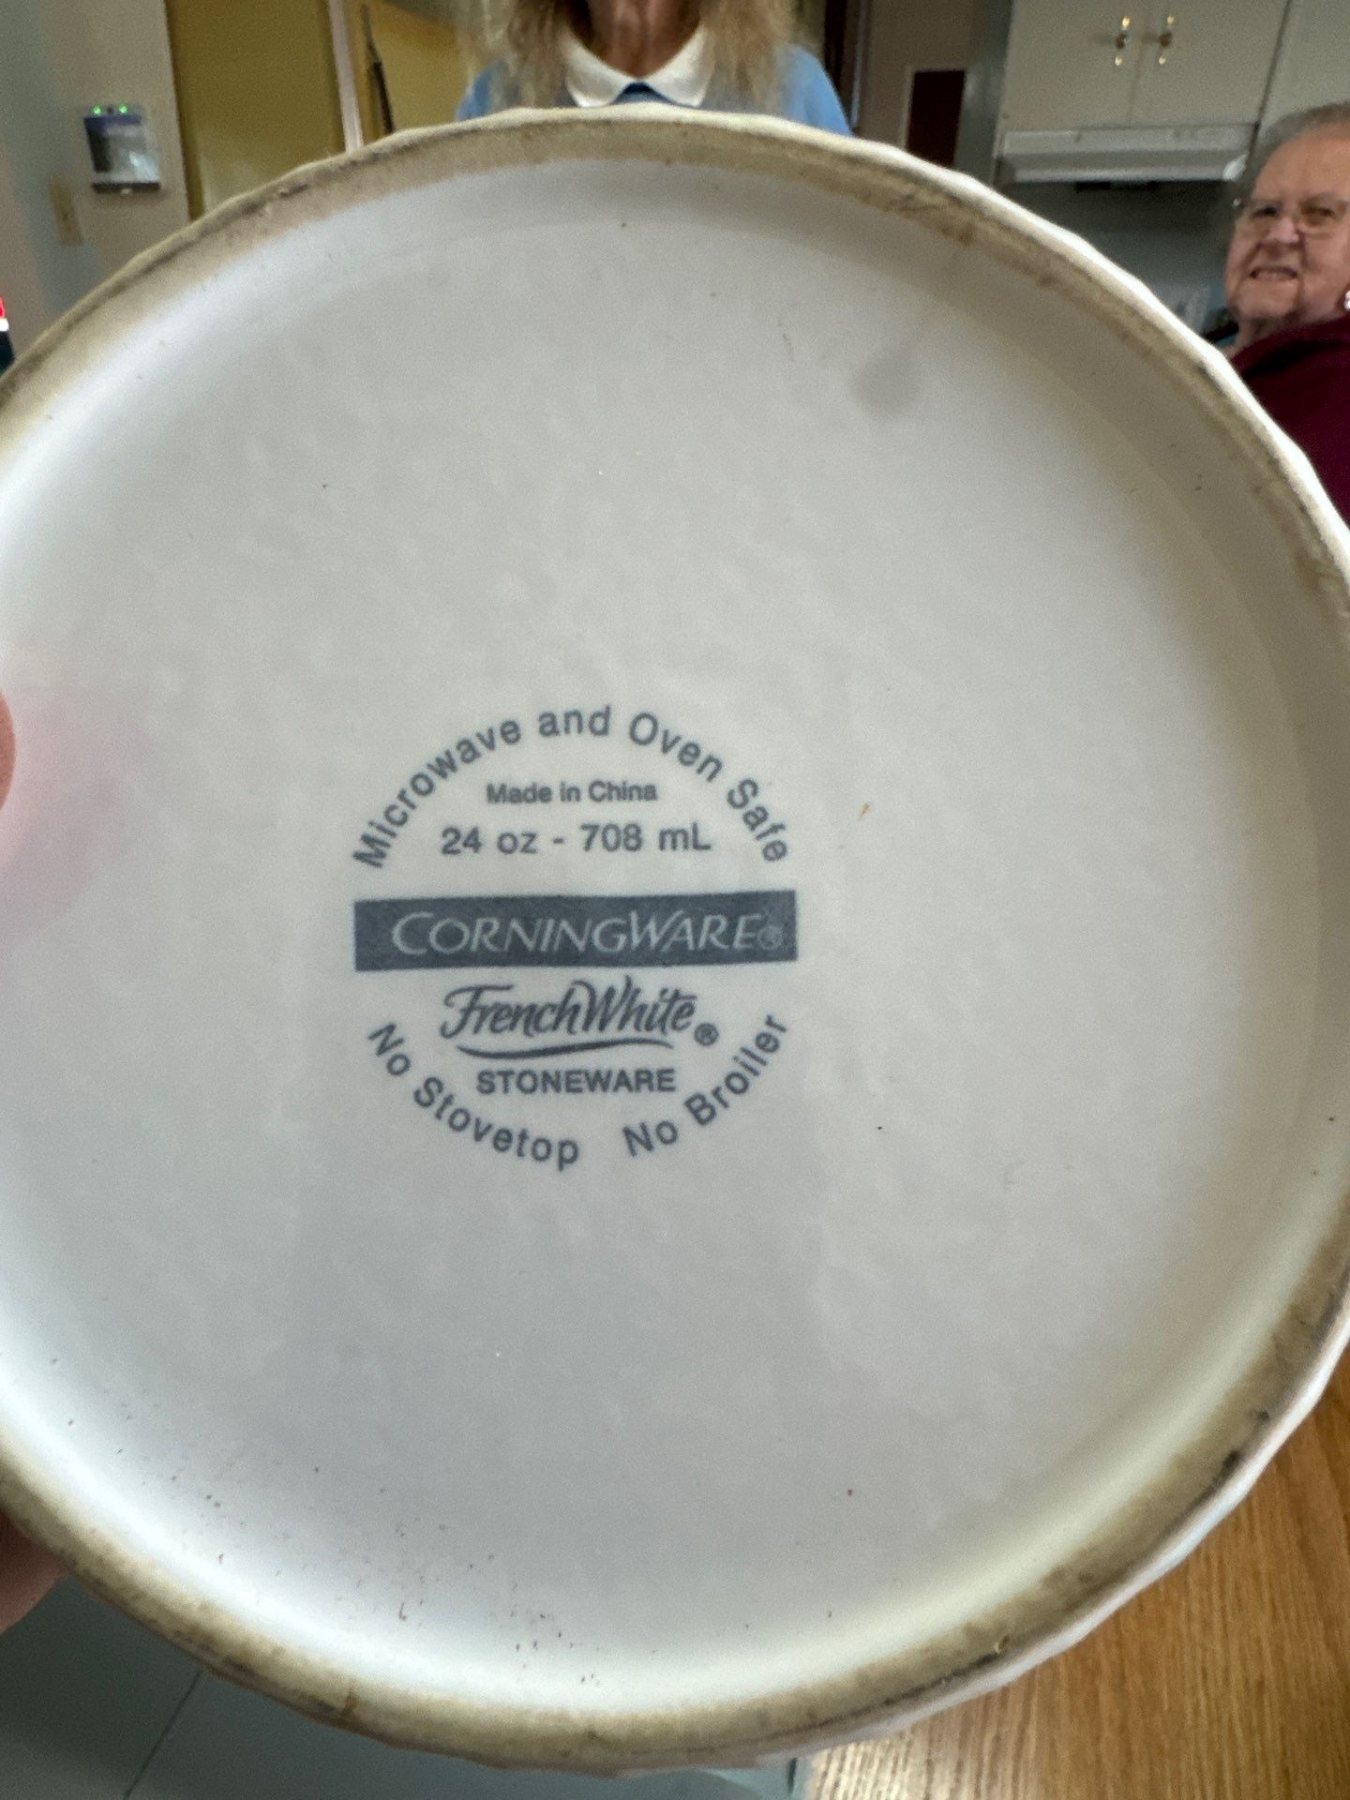 Microwave and Oven Safe
Made in China
24 oz - 708 mL
CORNINGWARE®
FrenchWhite®
STONEWARE
No Stovetop No Broiler